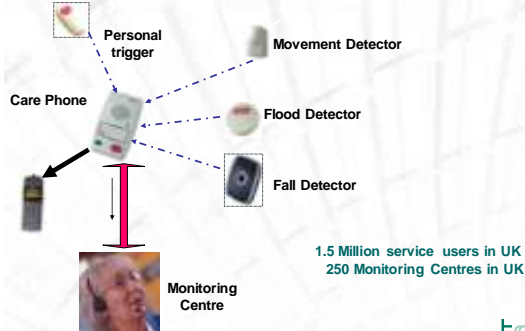 Personal
trigger
Movement Detector
Care Phone
Flood Detector
Fall Detector
1.5 Million service users in UK
250 Monitoring Centres in UK
Monitoring
Centre